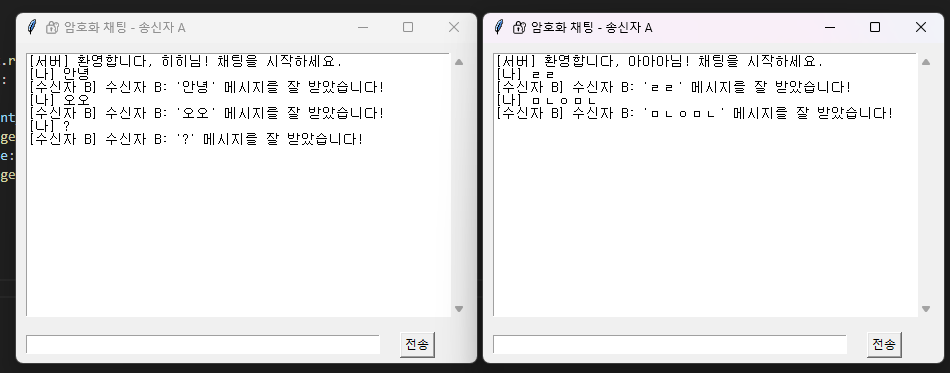 암호화 채팅 - 송신자 A
[서버] 환영합니다, 히히님! 채팅을 시작하세요.
[나] 안녕
[수신자 B] 수신자 B: '안녕' 메시지를 잘 받았습니다!
[나] 오오
[수신자 B] 수신자 B: '오오' 메시지를 잘 받았습니다!
[나] ?
[수신자 B] 수신자 B: '?' 메시지를 잘 받았습니다!
전송
암호화 채팅 - 송신자 A
[서버] 환영합니다, 아아아님! 채팅을 시작하세요.
[나] ㄹㄹ
[수신자 B] 수신자 B: 'ㄹㄹ' 메시지를 잘 받았습니다!
[나] ㅁㄴㅇㅁㄴ
[수신자 B] 수신자 B: 'ㅁㄴㅇㅁㄴ' 메시지를 잘 받았습니다!
전송
.r
:
nt
ge
e:
ge